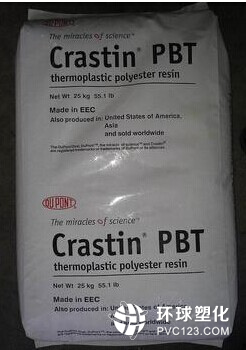 The miracles of science®
Crastin® PBT
thermoplastic polyester resin
Net Wt 25 kg 55.1 lb
Made in EEC
Also produced in: United States of America,
Asia
and sold worldwide
DUPONT
The miracles of science®
Crastin® PBT
thermoplastic polyester resin
Net Wt 25 kg 55.1 lb
Made in EEC
Also produced in:
环球塑化
PVC123.COM